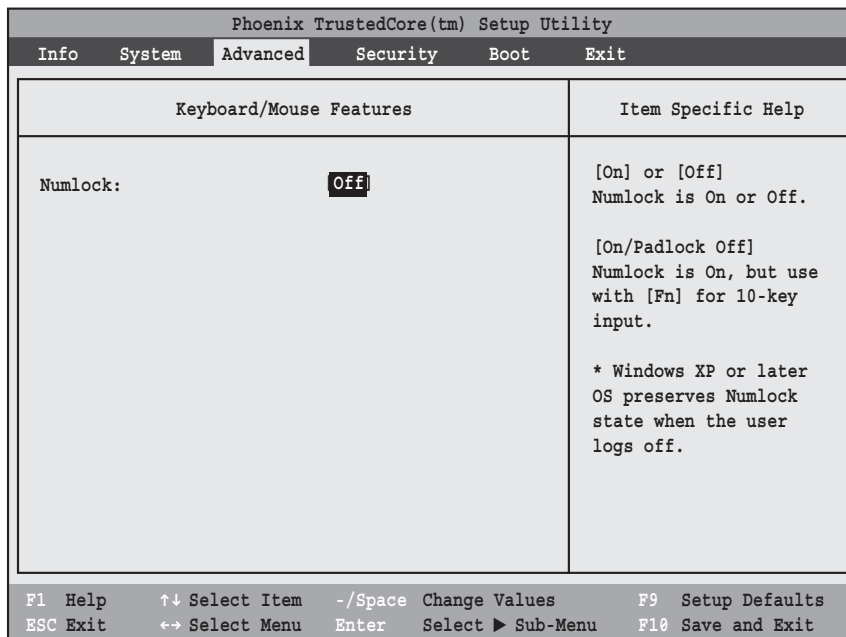 Phoenix TrustedCore(tm) Setup Utility
Info System Advanced Security Boot Exit
Keyboard/Mouse Features
Item Specific Help
Numlock: [Off]
[On] or [Off]
Numlock is On or Off.
[On/Padlock Off]
Numlock is On, but use
with [Fn] for 10-key
input.
* Windows XP or later
OS preserves Numlock
state when the user
logs off.
F1 Help ↑↓ Select Item -/Space Change Values F9 Setup Defaults
ESC Exit ←→ Select Menu Enter Select ▶ Sub-Menu F10 Save and Exit